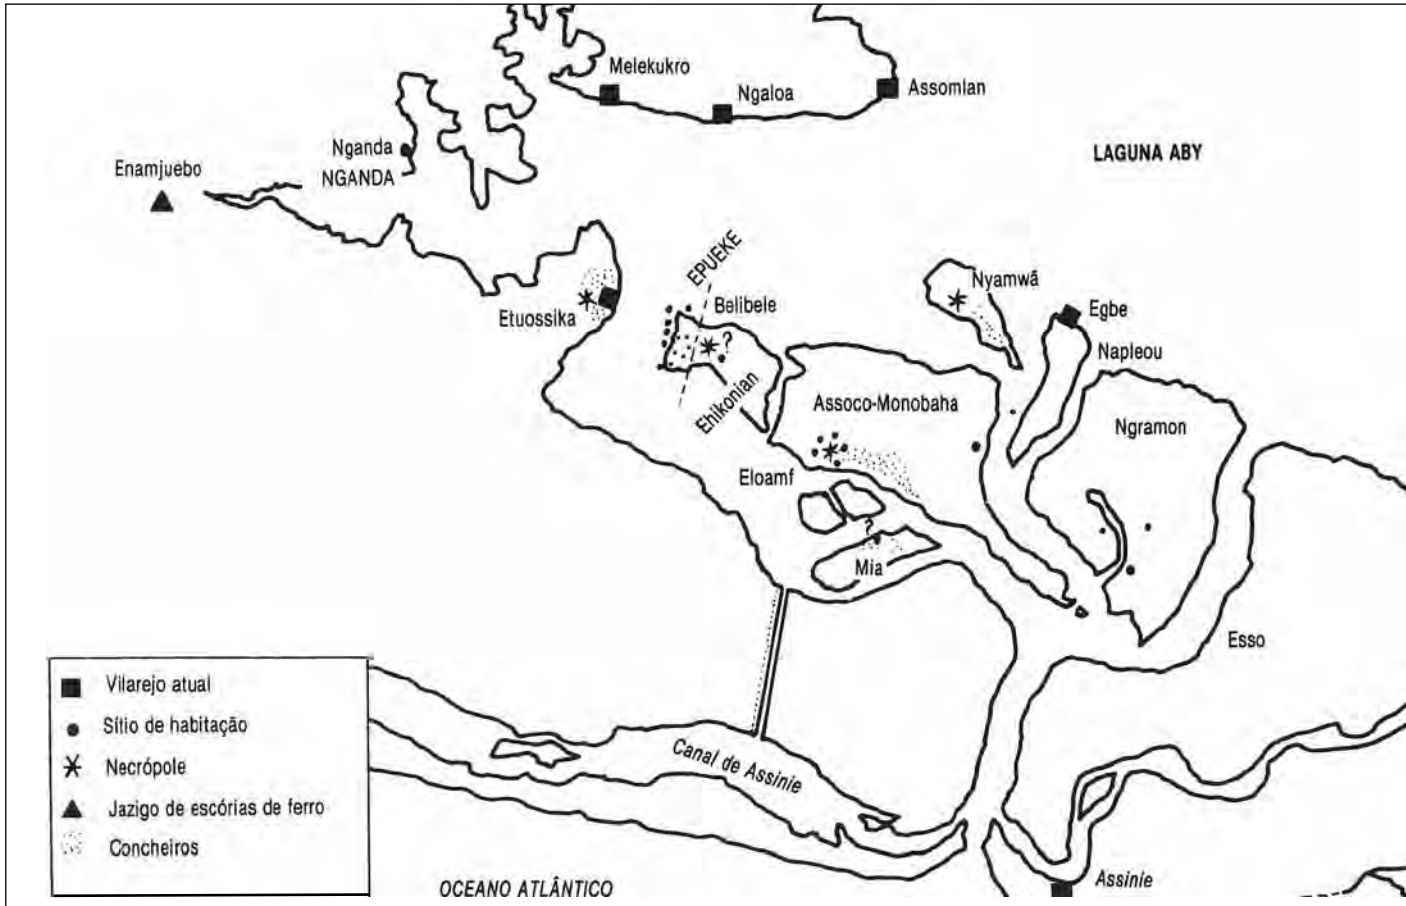 Melekukro
Ngaloa
Assomlan
LAGUNA ABY
Nganda
NGANDA
Enamjuebo
EPUEKE
Nyamwã
Etuossika
Belibele
?
Egbe
Napleou
Ehikonian
Assoco-Monobaha
Ngramon
Eloamf
?
Mia
Esso
Vilarejo atual
Sítio de habitação
Necrópole
Jazigo de escórias de ferro
Concheiros
Canal de Assinie
OCEANO ATLÂNTICO
Assinie